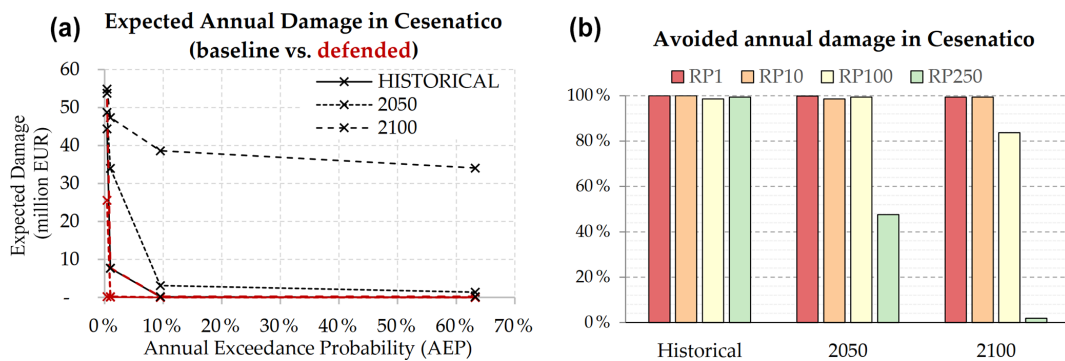 (a)
Expected Annual Damage in Cesenatico
(baseline vs. defended)
Expected Damage
(million EUR)
60
50
40
30
20
10
-
HISTORICAL
2050
2100
0 % 10% 20% 30% 40% 50% 60% 70%
Annual Exceedance Probability (AEP)
(b)
Avoided annual damage in Cesenatico
RP1 RP10 RP100 RP250
100 %
80 %
60 %
40 %
20 %
0 %
Historical 2050 2100